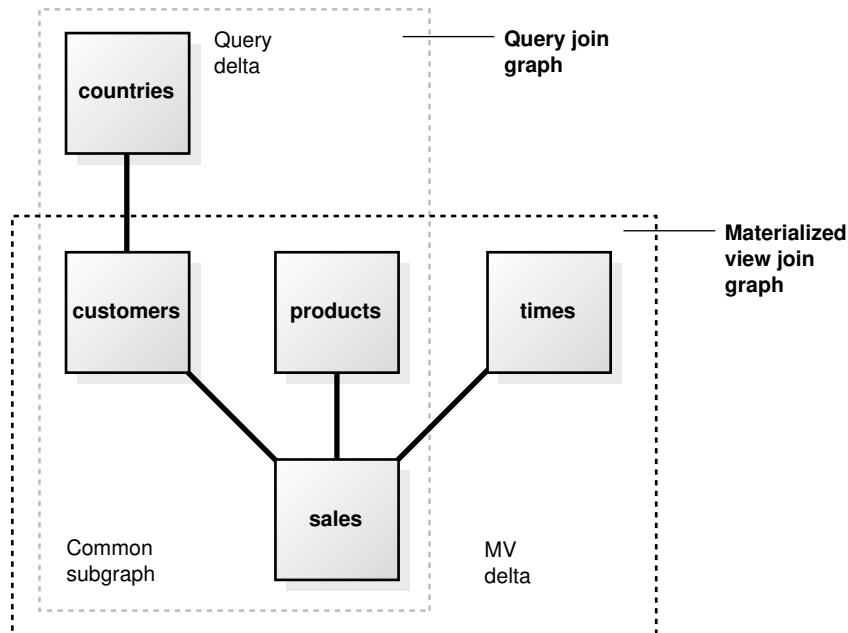 Query
delta
Query join
graph
countries
Materialized
view join
graph
customers
products
times
sales
Common
subgraph
MV
delta